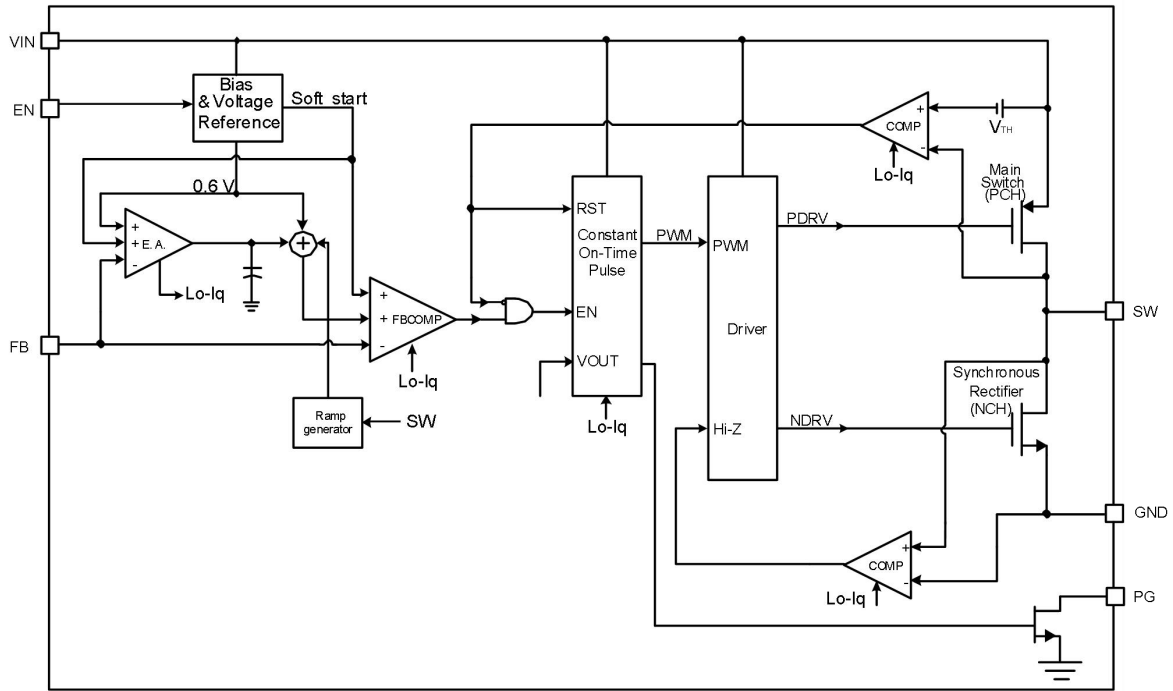 VIN
EN
Bias
& Voltage
Reference
Soft start
0.6 V
+
+ E. A.
-
Lo-Iq
+
FB
+
+ FBCOMP
-
Lo-Iq
Ramp
generator
SW
RST
Constant
On-Time
Pulse
EN
VOUT
Lo-Iq
PWM
PWM
Driver
Hi-Z
PDRV
NDRV
+
COMP
-
Lo-Iq
VTH
Main
Switch
(PCH)
SW
Synchronous
Rectifier
(NCH)
GND
+
COMP
-
Lo-Iq
PG